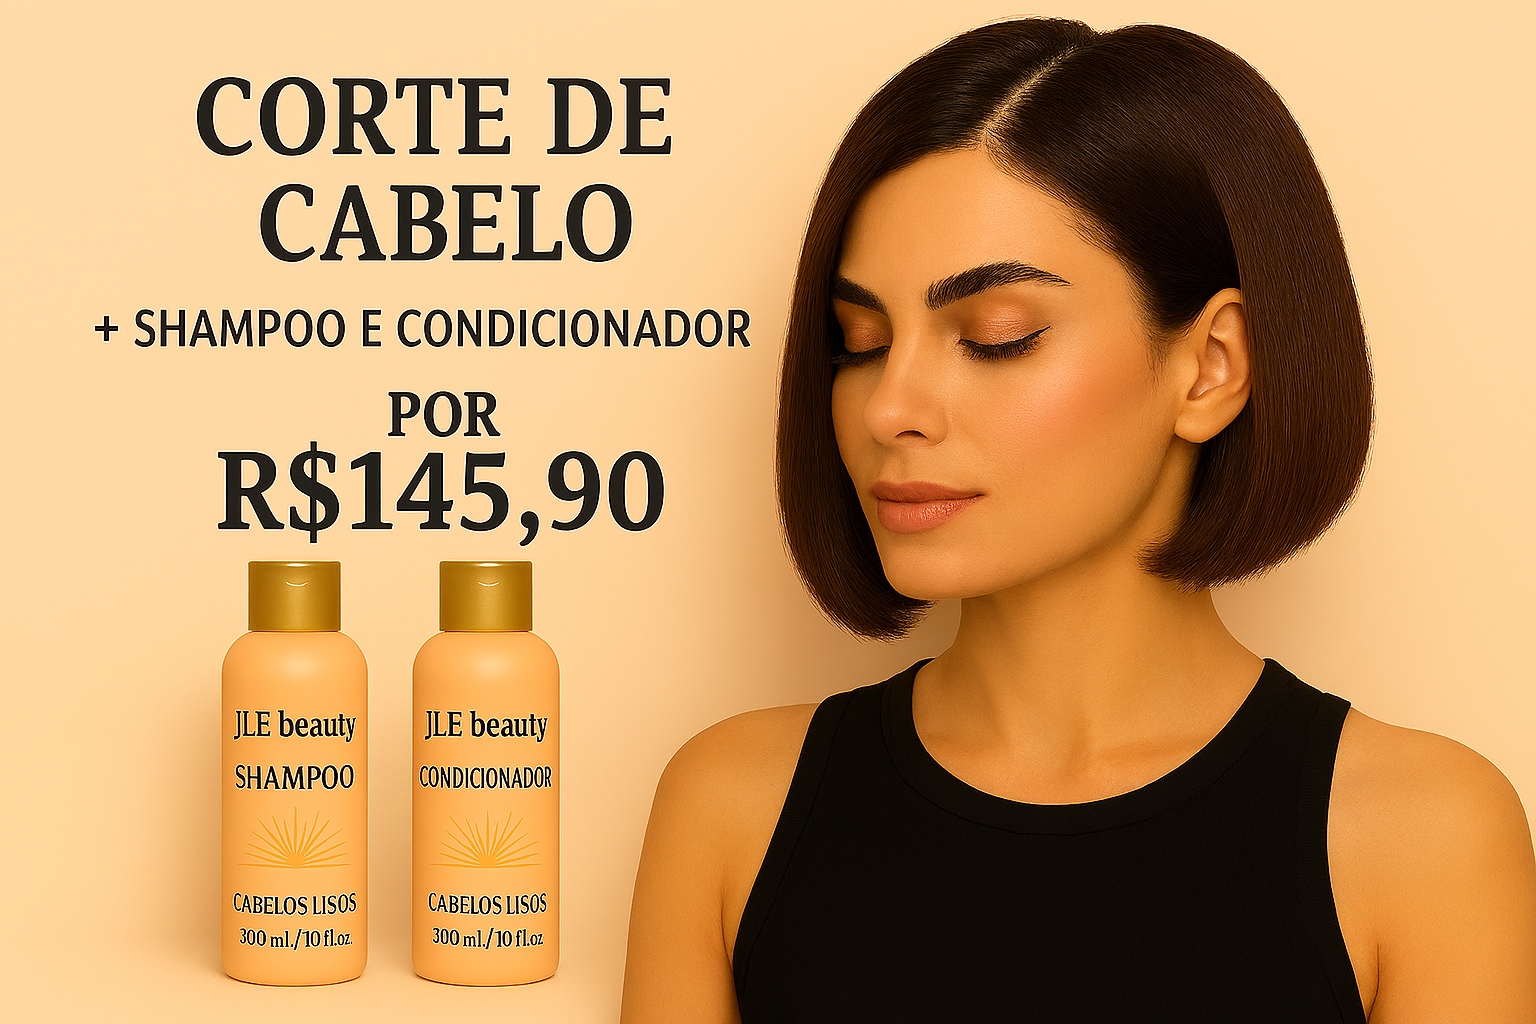 CORTE DE
CABELO
+ SHAMPOO E CONDICIONADOR
POR
R$145,90
JLE beauty
SHAMPOO
CABELOS LISOS
300 ml./10 fl.oz.
JLE beauty
CONDICIONADOR
CABELOS LISOS
300 ml./10 fl.oz